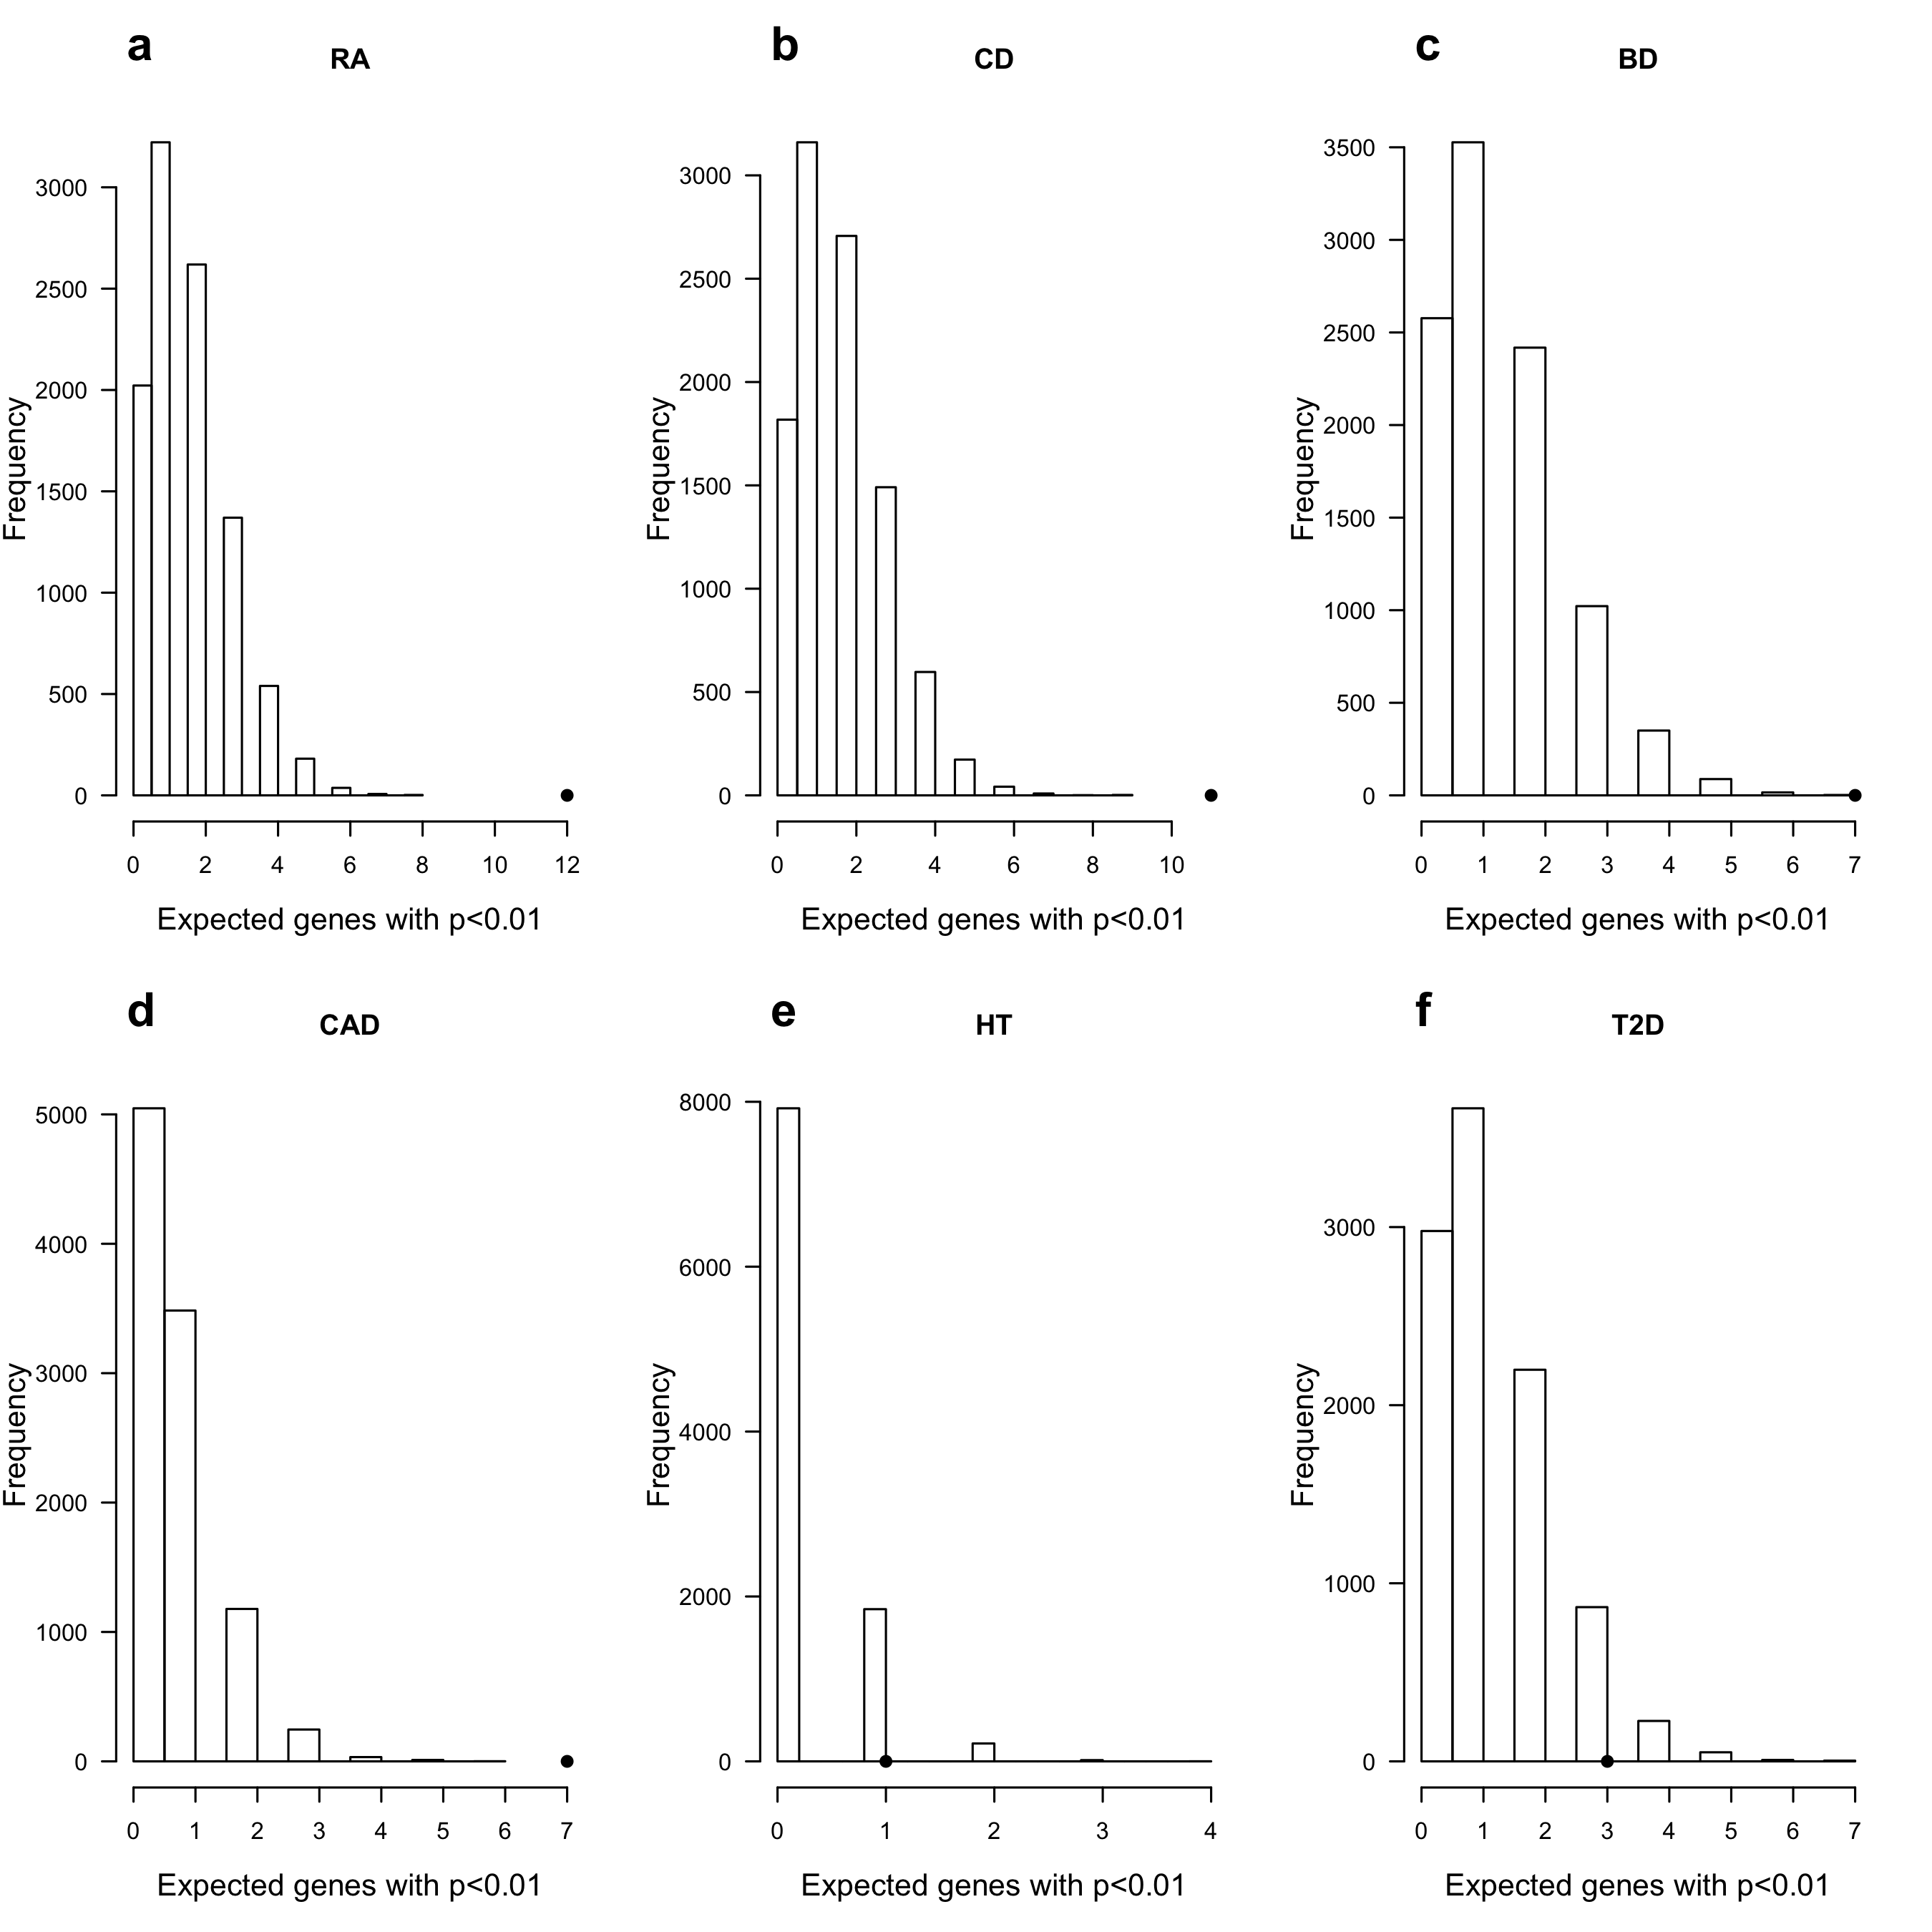 a
RA
Frequency
3000
2500
2000
1500
1000
500
0
0 2 4 6 8 10 12
Expected genes with p<0.01
b
CD
Frequency
3000
2500
2000
1500
1000
500
0
0 2 4 6 8 10
Expected genes with p<0.01
c
BD
Frequency
3500
3000
2500
2000
1500
1000
500
0
0 1 2 3 4 5 6 7
Expected genes with p<0.01
d
CAD
Frequency
5000
4000
3000
2000
1000
0
0 1 2 3 4 5 6 7
Expected genes with p<0.01
e
HT
Frequency
8000
6000
4000
2000
0
0 1 2 3 4
Expected genes with p<0.01
f
T2D
Frequency
3000
2000
1000
0
0 1 2 3 4 5 6 7
Expected genes with p<0.01